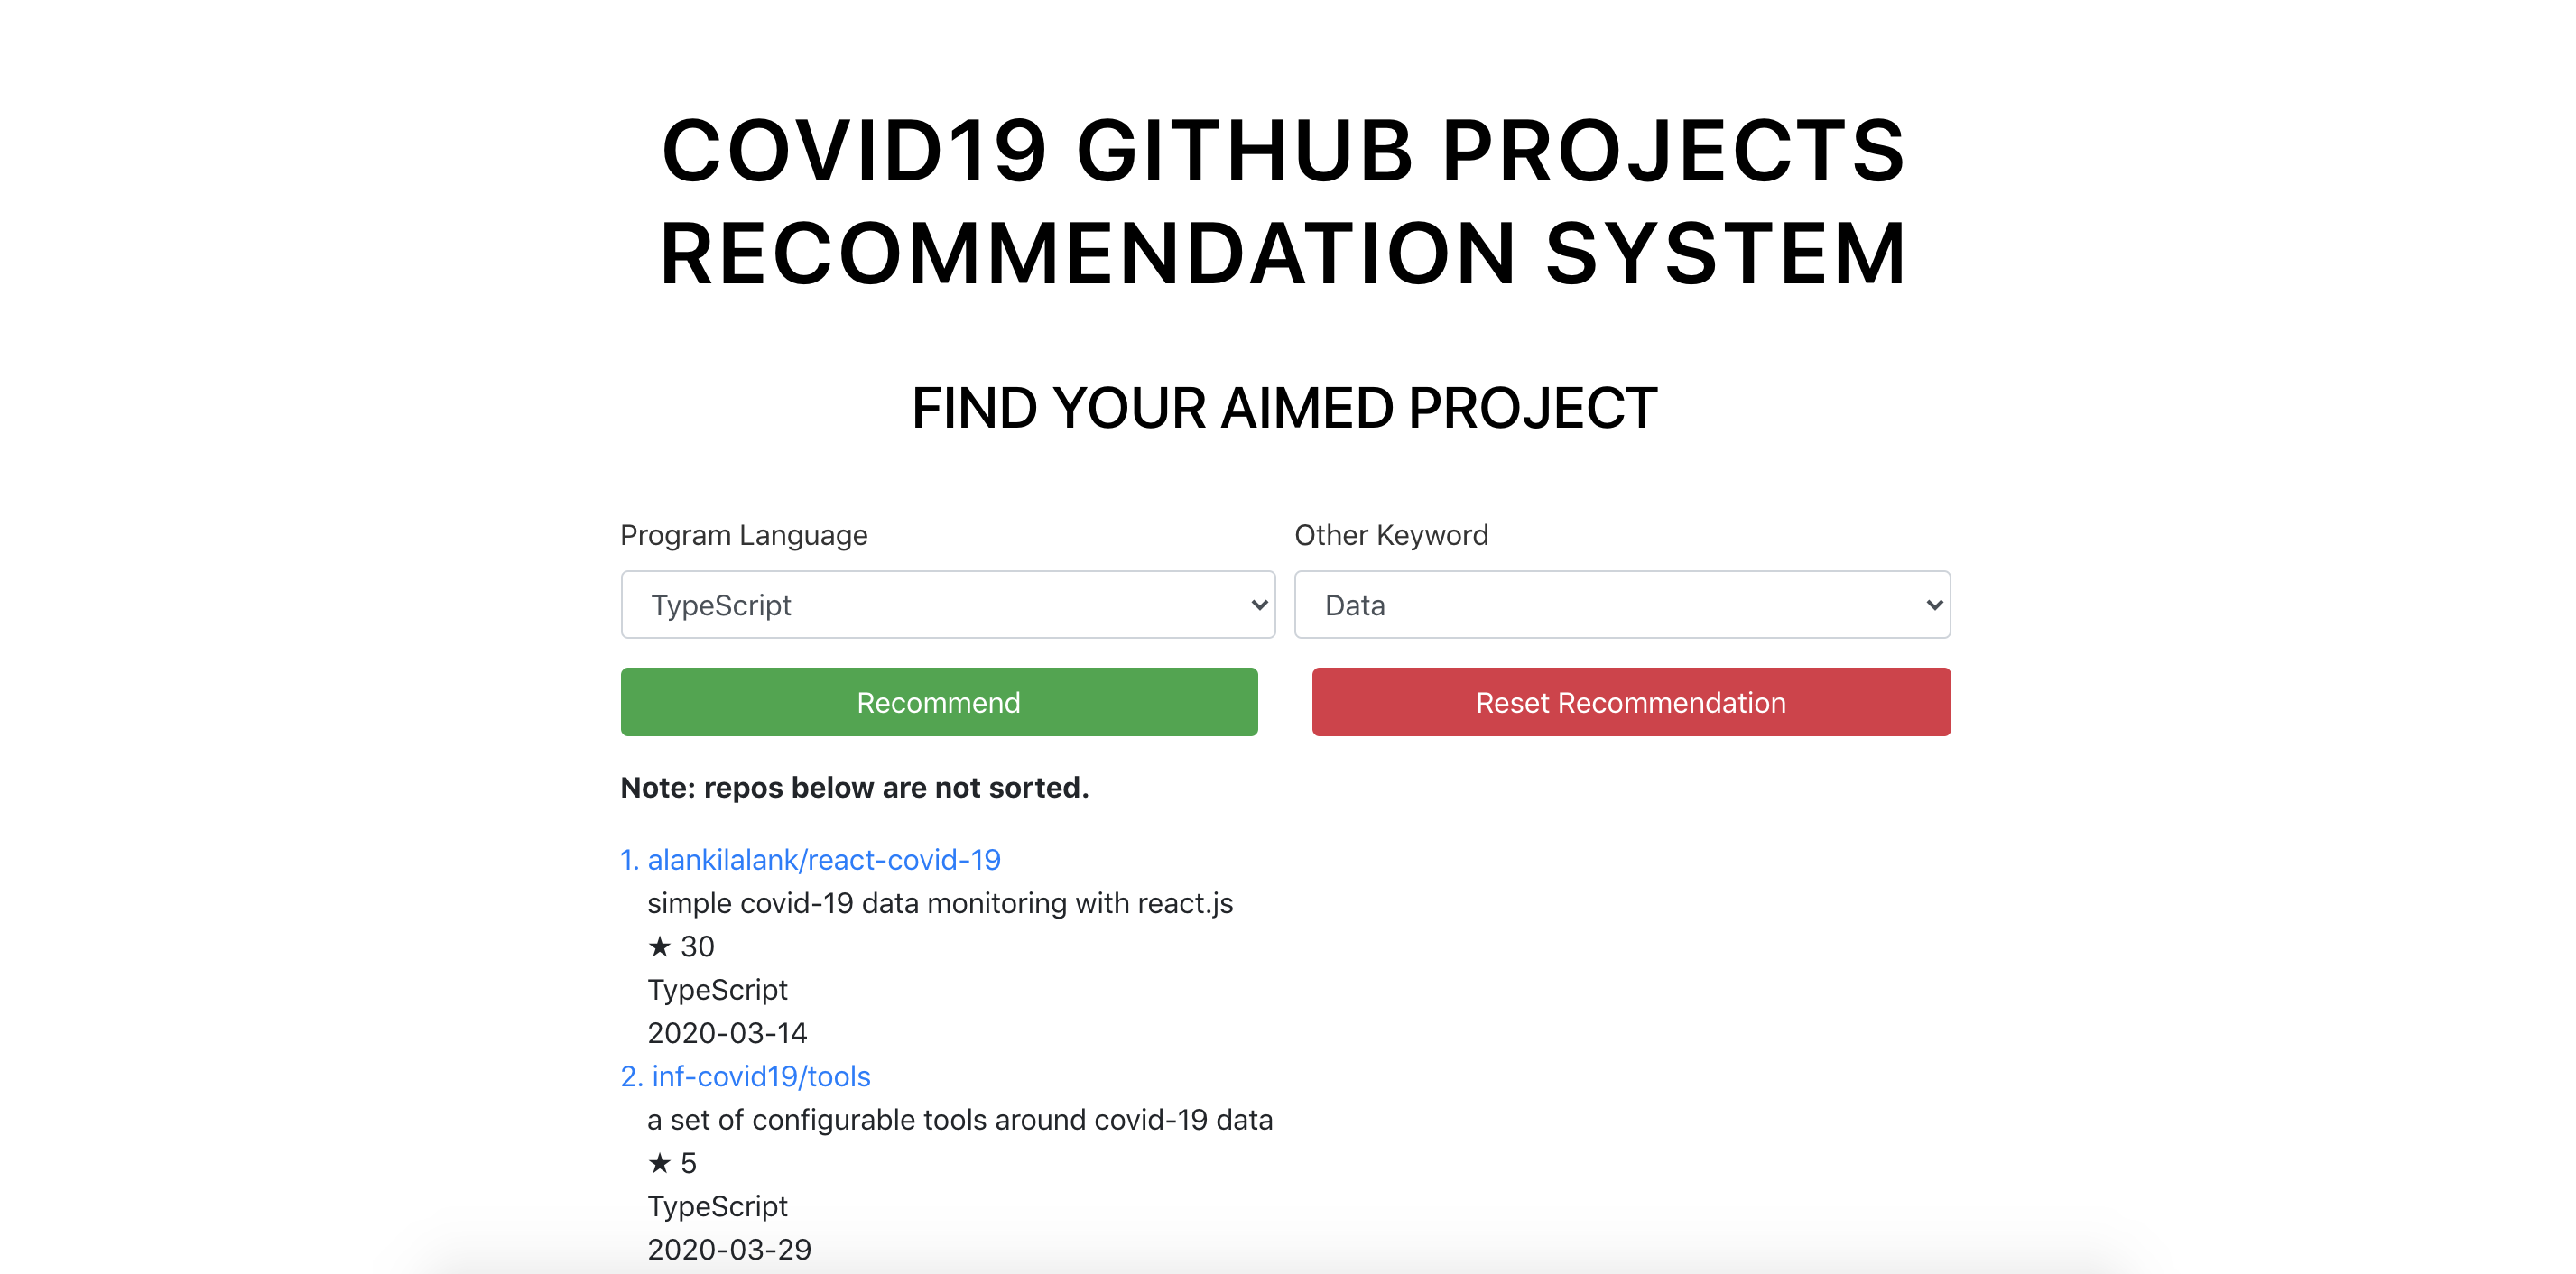 COVID19 GITHUB PROJECTS
RECOMMENDATION SYSTEM
FIND YOUR AIMED PROJECT
Program Language
Other Keyword
TypeScript
Data
Recommend
Reset Recommendation
Note: repos below are not sorted.
1. alankilalank/react-covid-19
simple covid-19 data monitoring with react.js
★ 30
TypeScript
2020-03-14
2. inf-covid19/tools
a set of configurable tools around covid-19 data
★ 5
TypeScript
2020-03-29